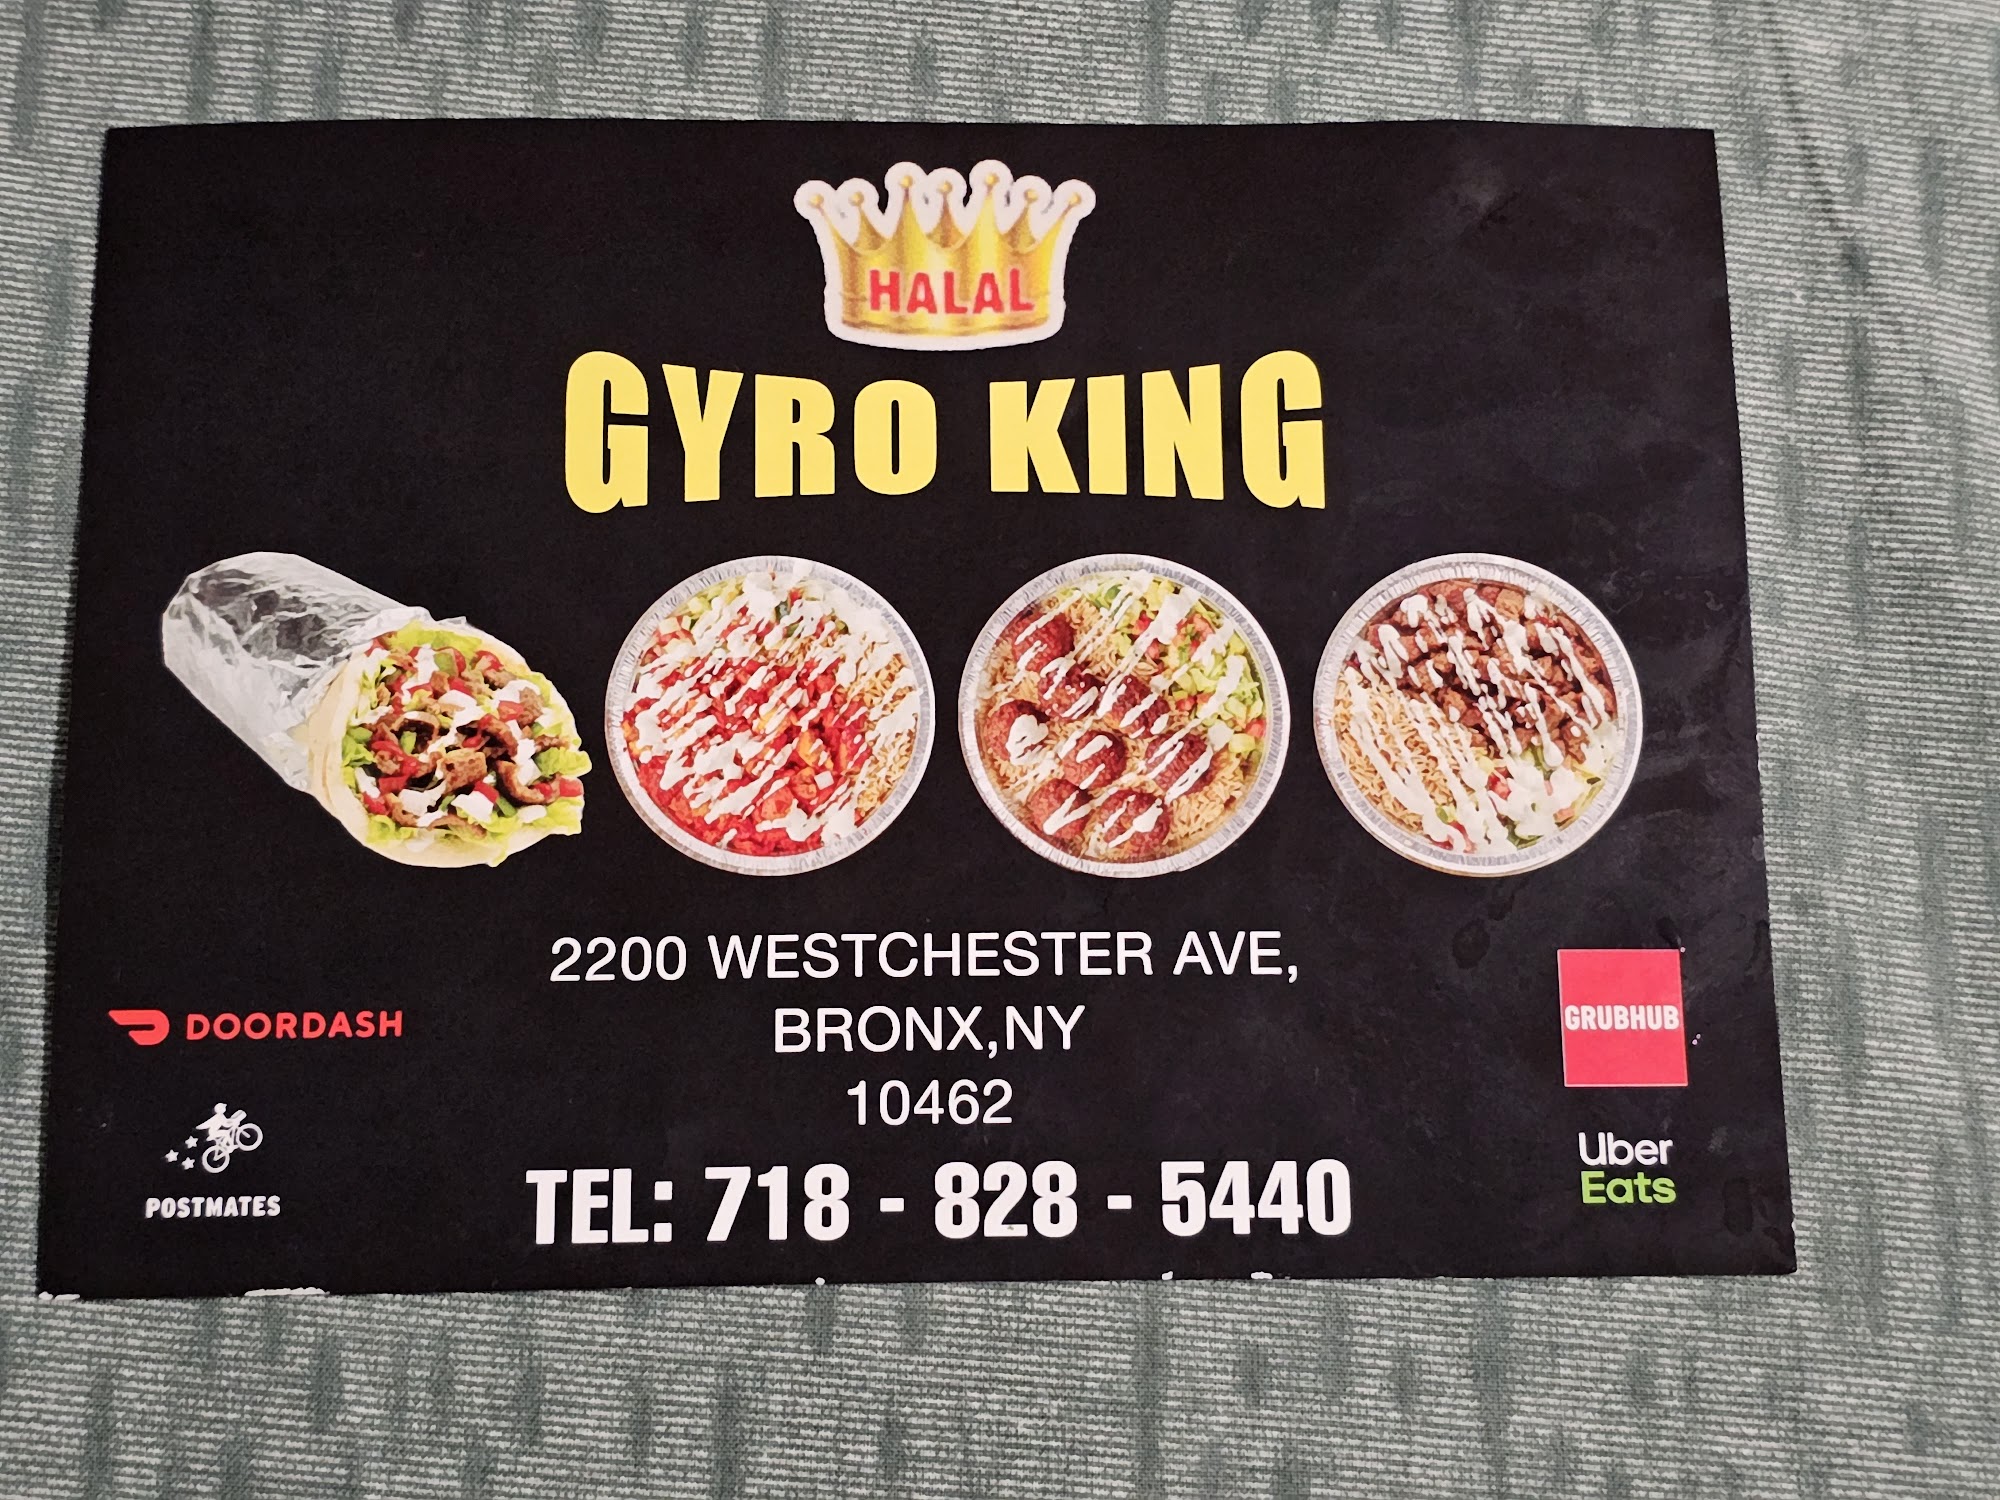 HALAL
GYRO KING
2200 WESTCHESTER AVE,
BRONX,NY
10462
TEL: 718 - 828 - 5440
DOORDASH
POSTMATES
GRUBHUB
Uber
Eats